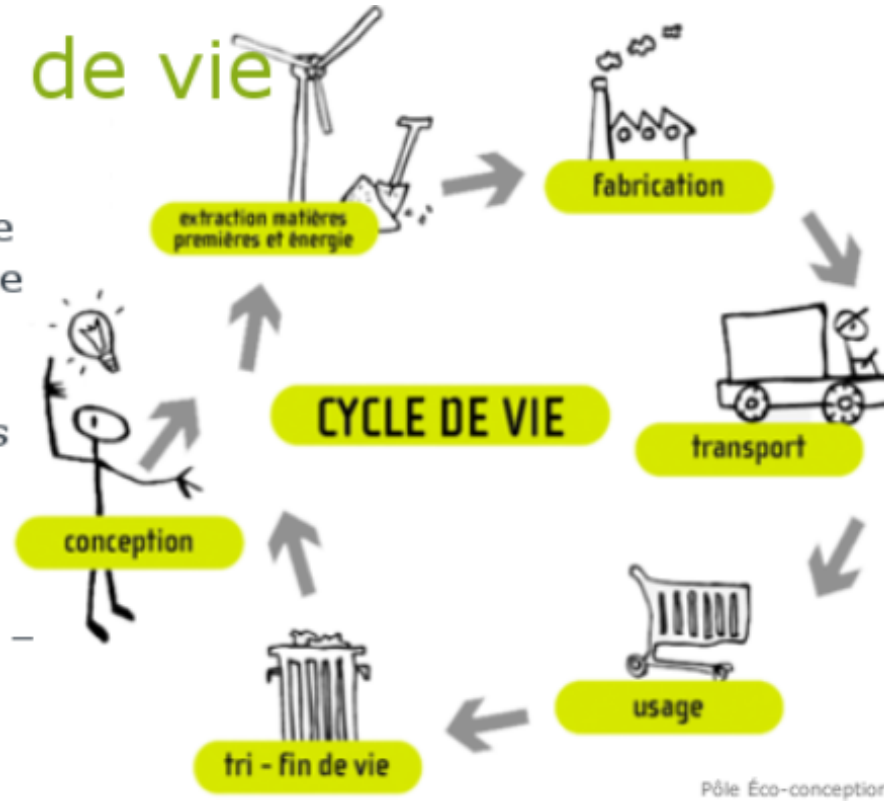 de vie
extraction matières
premières et énergie
fabrication
e
e
CYCLE DE VIE
s
transport
conception
–
usage
tri - fin de vie
Pôle Éco-conception